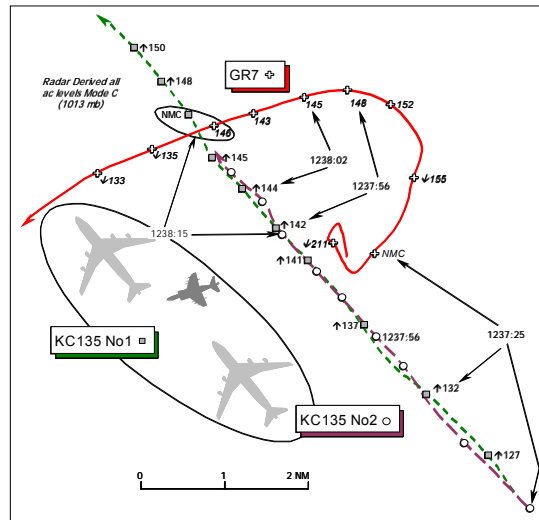 ↑150
Radar Derived all
ac levels Mode C
(1013 mb)
↑148
GR7
NMC
146
143
145
148
152
↓135
↓133
↑145
↑144
1238:02
1237:56
↓155
↑142
1238:15
↓211
NMC
↑141
KC135 No1
↑137
1237:56
1237:25
↑132
KC135 No2
↑127
0 1 2 NM